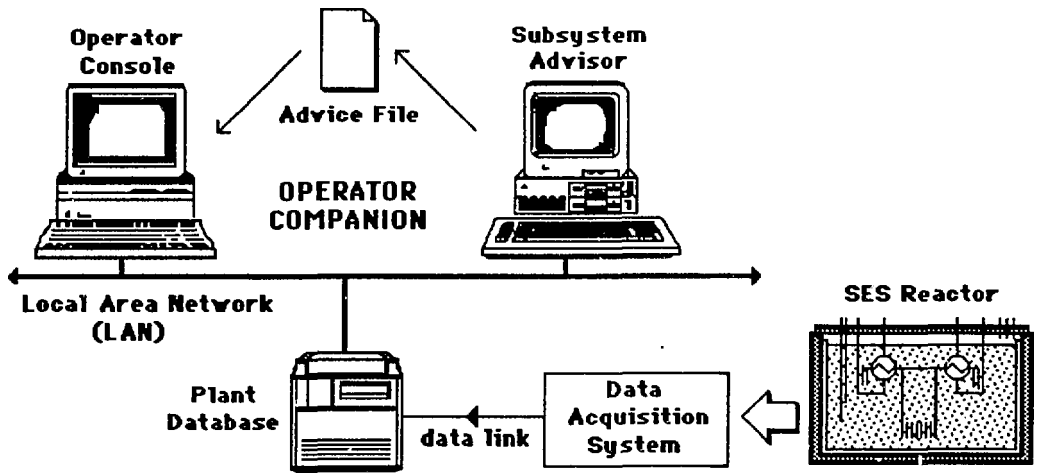 Operator
Console
Advice File
Subsystem
Advisor
OPERATOR
COMPANION
Local Area Network
(LAN)
SES Reactor
Plant
Database
data link
Data
Acquisition
System